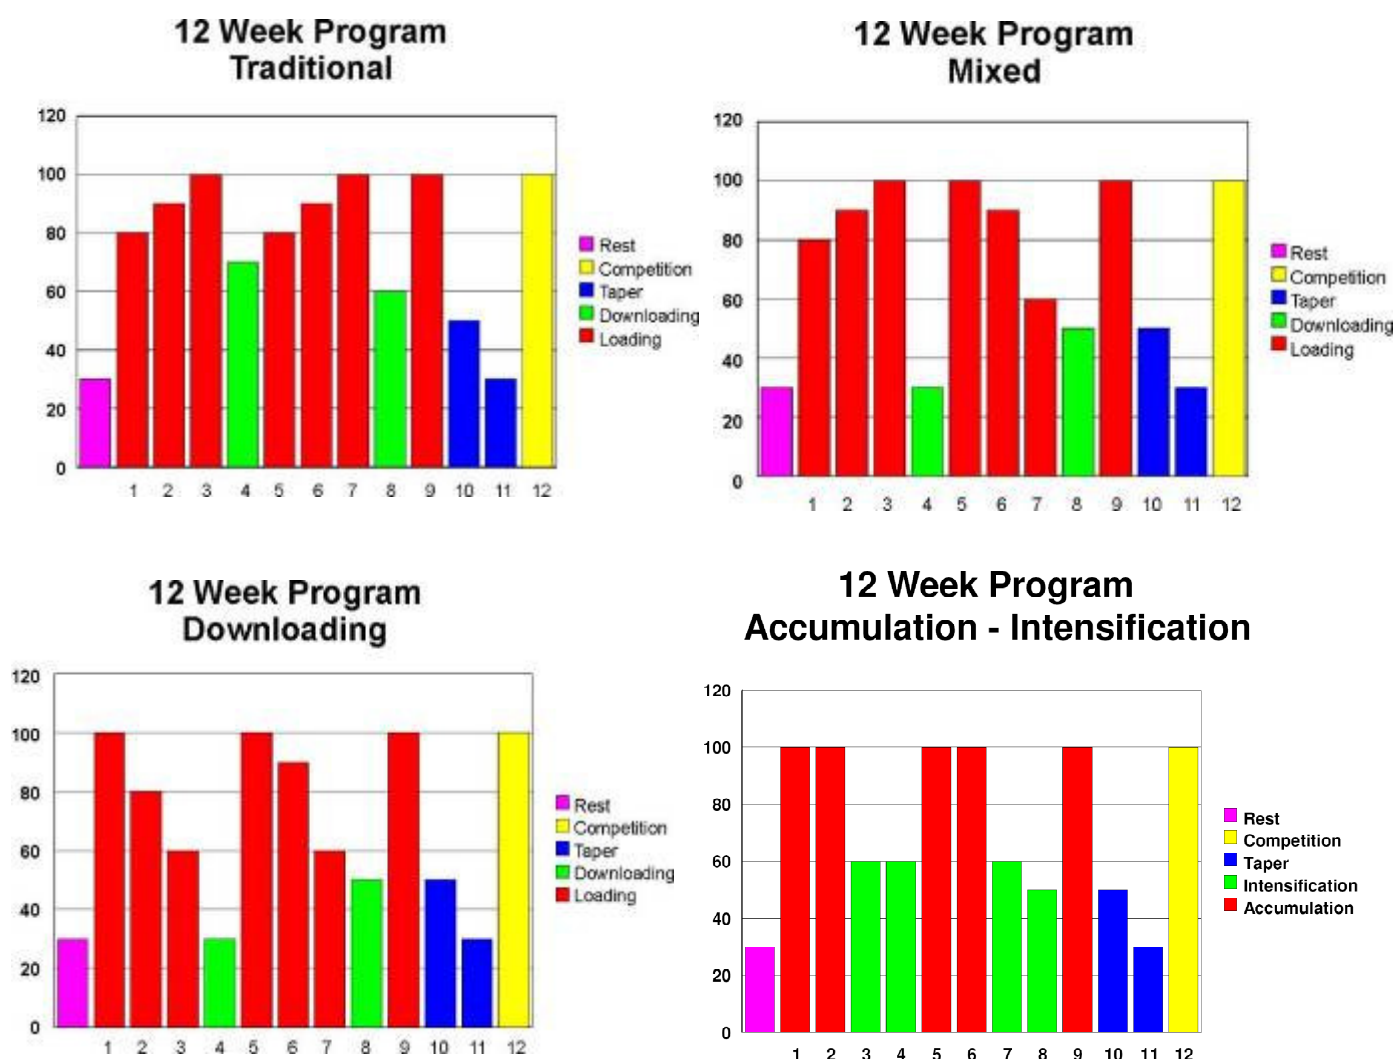 12 Week Program
Traditional
120
100
80
60
40
20
0
1 2 3 4 5 6 7 8 9 10 11 12
Rest
Competition
Taper
Downloading
Loading
12 Week Program
Mixed
120
100
80
60
40
20
0
1 2 3 4 5 6 7 8 9 10 11 12
Rest
Competition
Taper
Downloading
Loading
12 Week Program
Downloading
120
100
80
60
40
20
0
1 2 3 4 5 6 7 8 9 10 11 12
Rest
Competition
Taper
Downloading
Loading
12 Week Program
Accumulation - Intensification
120
100
80
60
40
20
0
1 2 3 4 5 6 7 8 9 10 11 12
Rest
Competition
Taper
Intensification
Accumulation